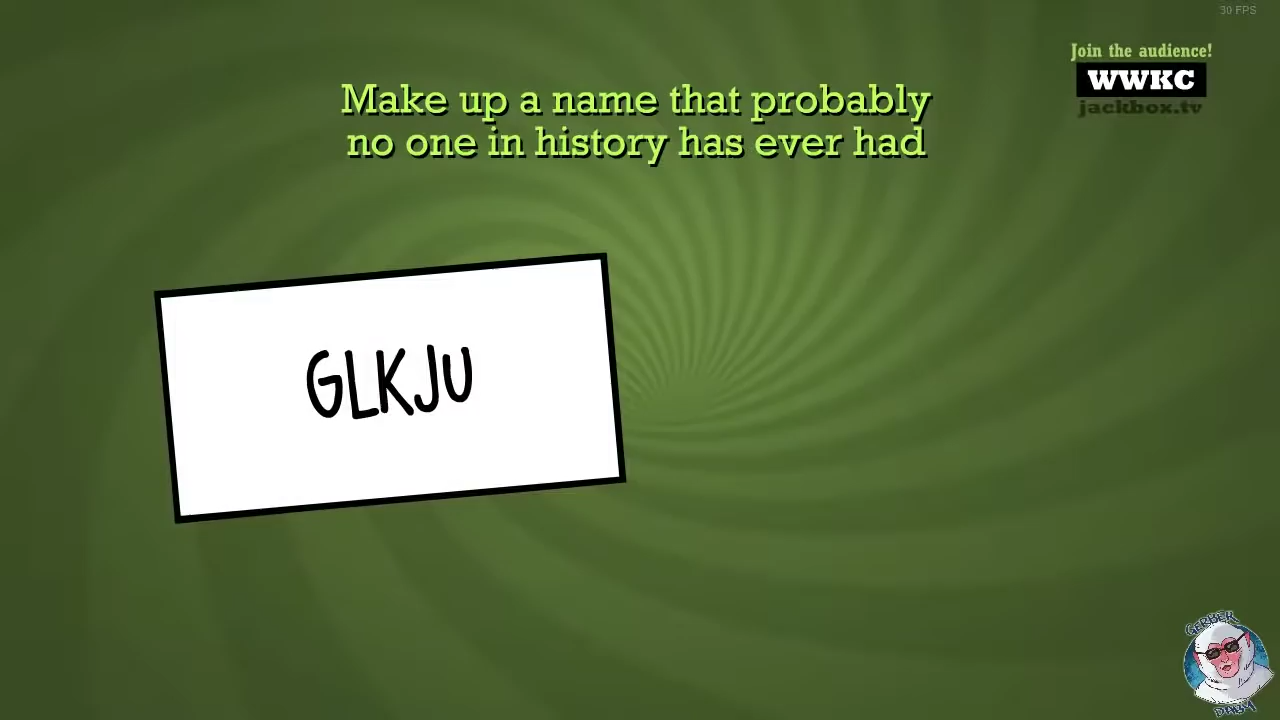 30 FPS
Join the audience!
WWKC
jackbox.tv
Make up a name that probably
no one in history has ever had
GLKJU
GERBER